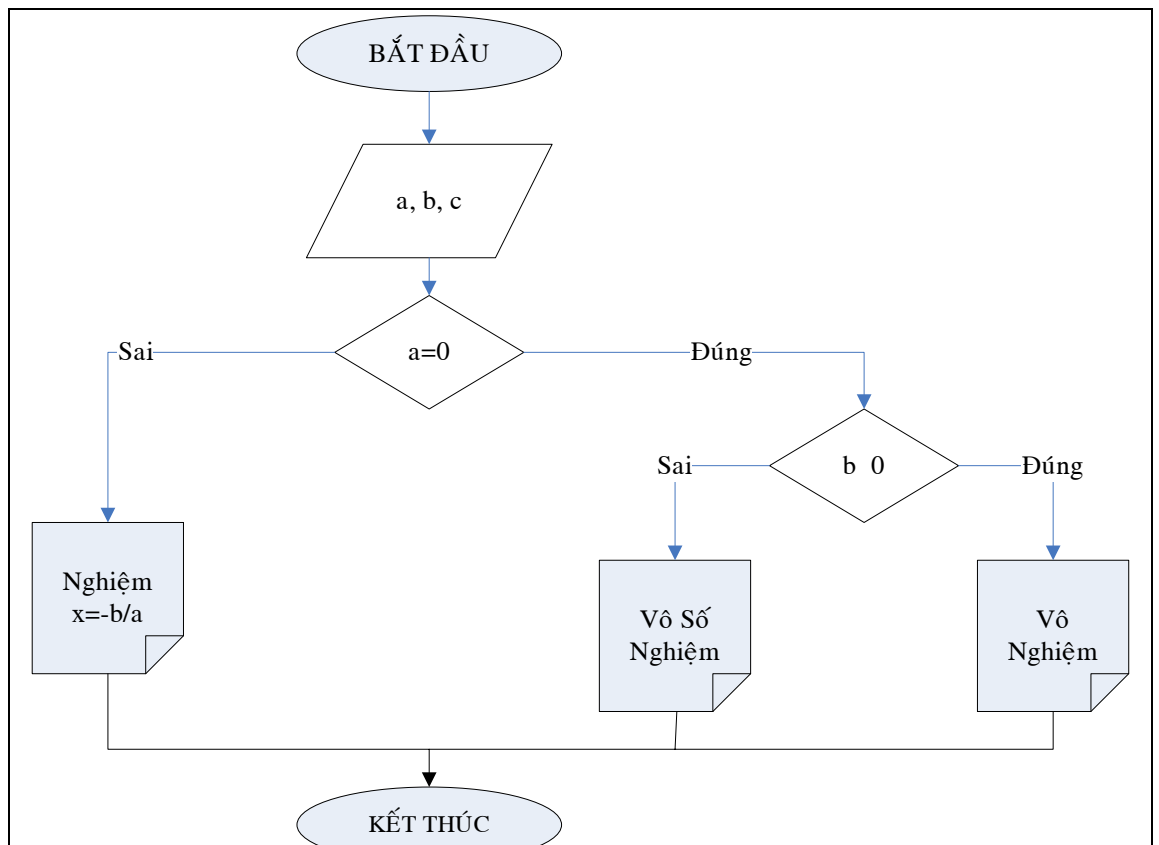 BẮT ĐẦU
a, b, c
a=0
Sai
Đúng
b 0
Sai
Đúng
Nghiệm
x=-b/a
Vô Số
Nghiệm
Vô
Nghiệm
KẾT THÚC